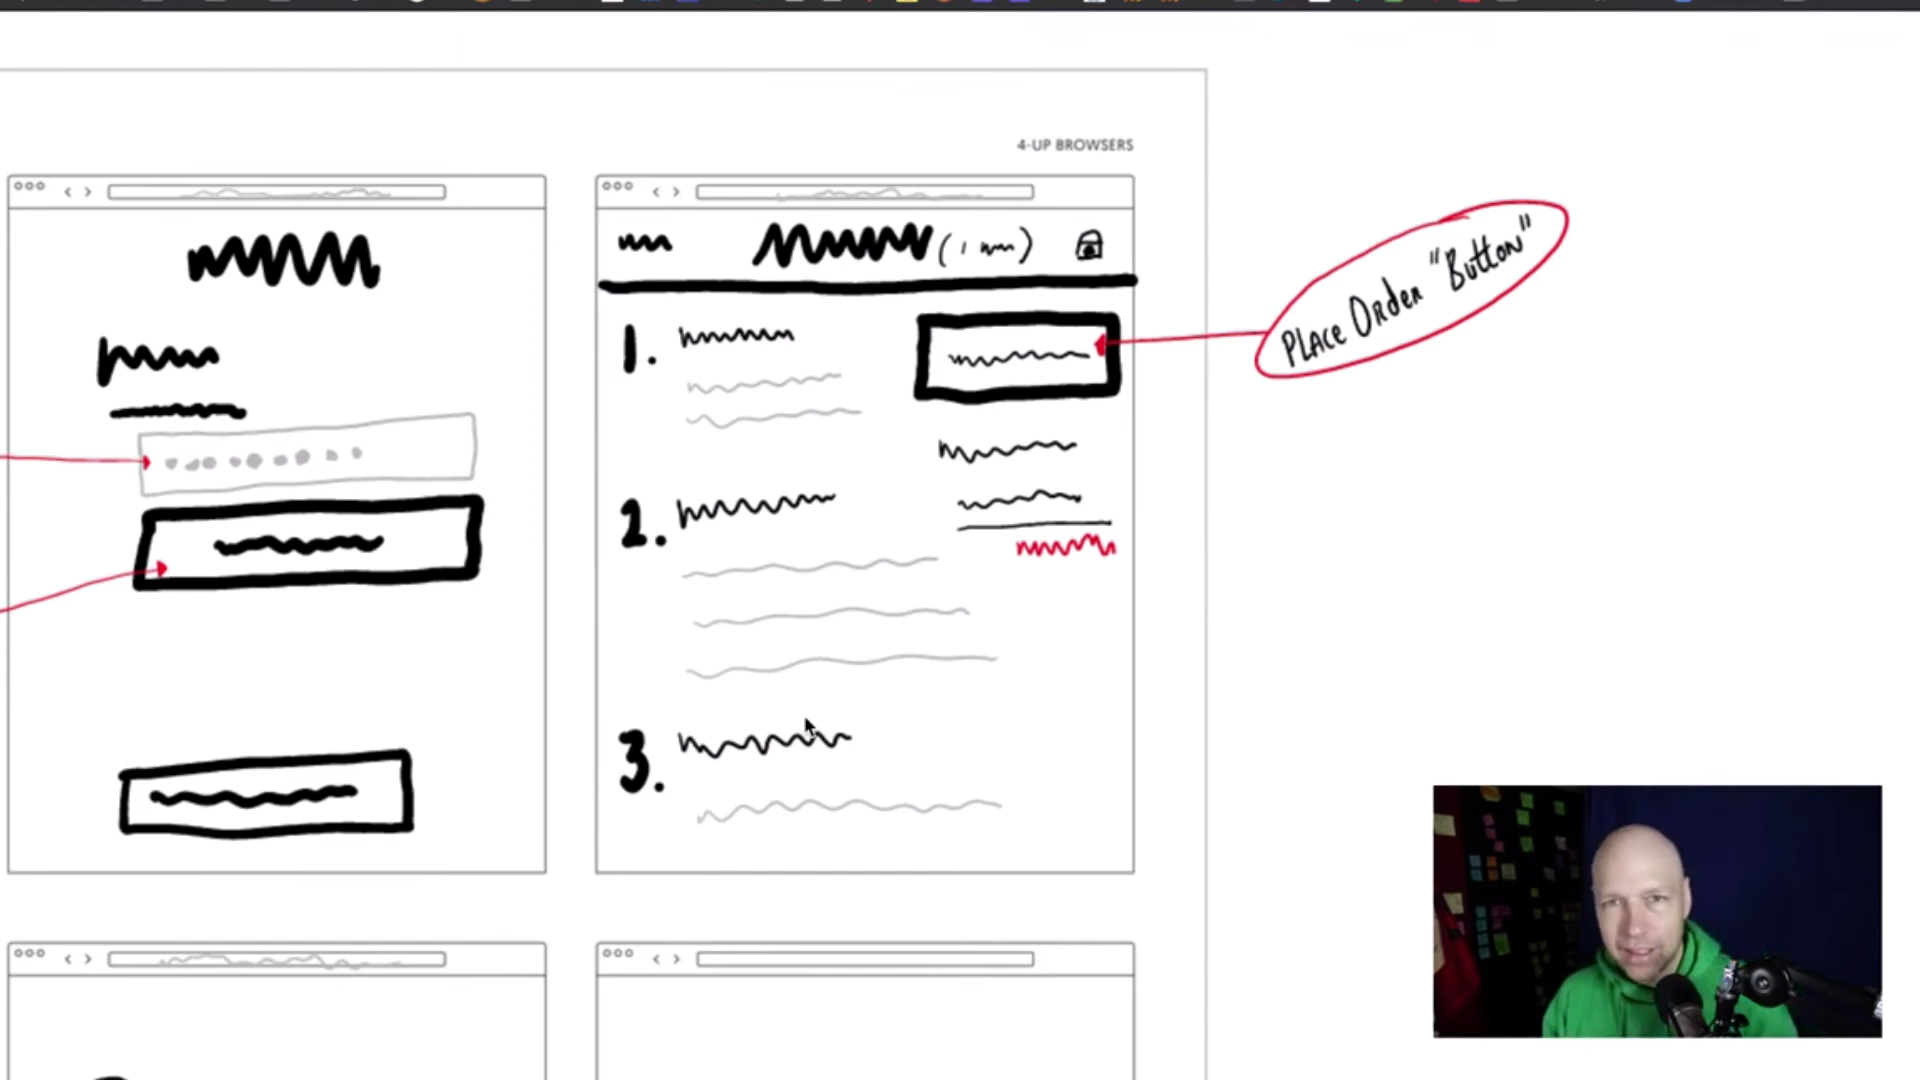 4-UP BROWSERS
PLACE ORDER "BUTTON"
1.
2.
3.